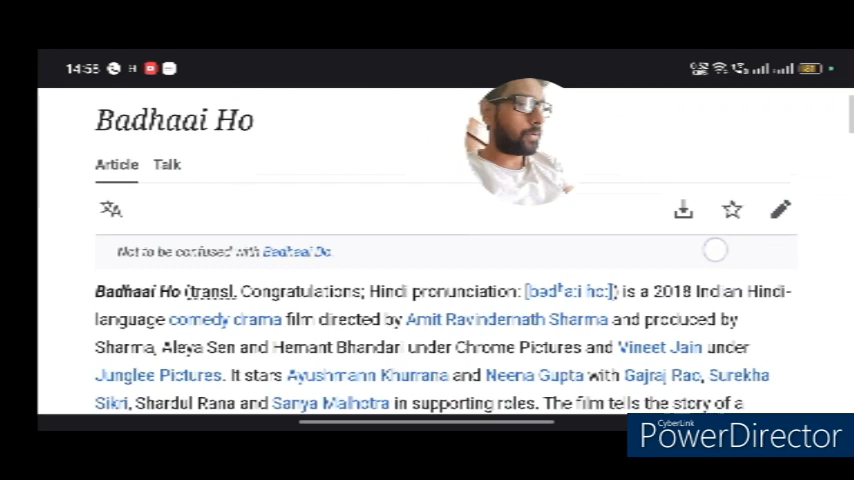 14:58
Badhaai Ho
Article Talk
Not to be confused with Badhaai Do.
Badhaai Ho (transl. Congratulations; Hindi pronunciation: [bədʱaːi hoː]) is a 2018 Indian Hindi-
language comedy drama film directed by Amit Ravindernath Sharma and produced by
Sharma, Aleya Sen and Hemant Bhandari under Chrome Pictures and Vineet Jain under
Junglee Pictures. It stars Ayushmann Khurrana and Neena Gupta with Gajraj Rao, Surekha
Sikri, Shardul Rana and Sanya Malhotra in supporting roles. The film tells the story of a
CyberLink
PowerDirector